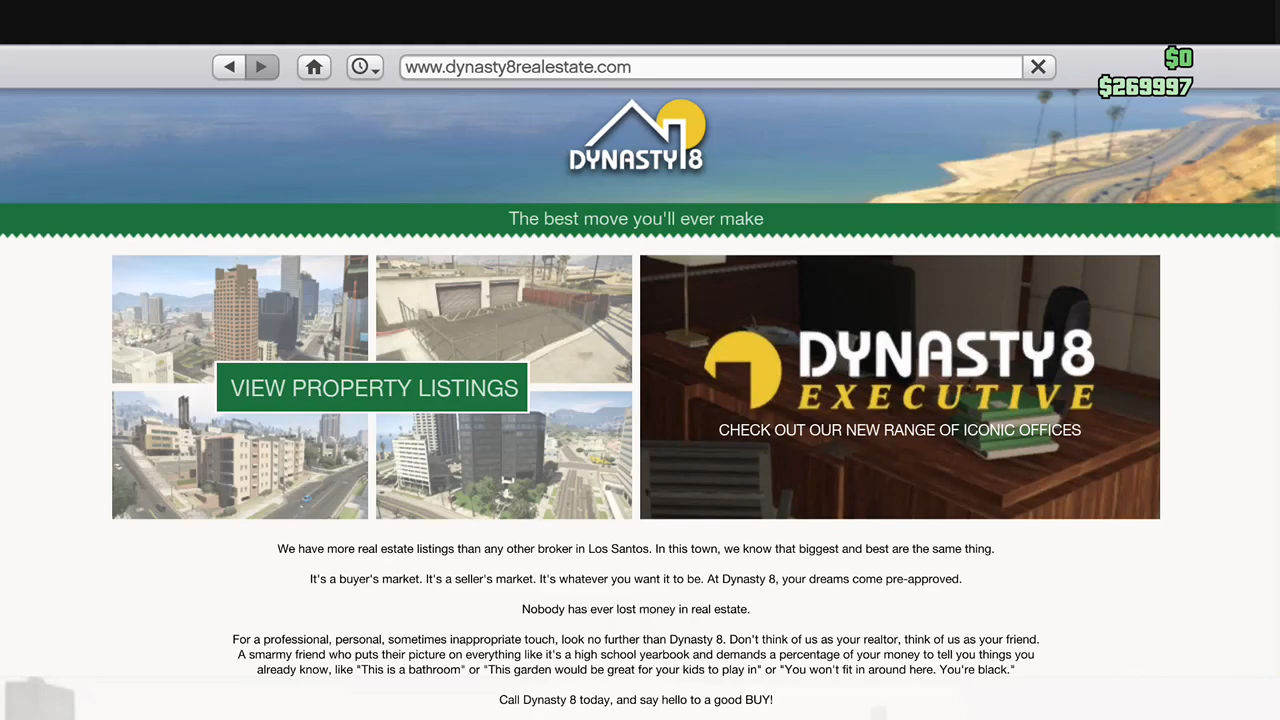 www.dynasty8realestate.com
$0
$269997
DYNASTY 8
The best move you'll ever make
VIEW PROPERTY LISTINGS
DYNASTY8
EXECUTIVE
CHECK OUT OUR NEW RANGE OF ICONIC OFFICES
We have more real estate listings than any other broker in Los Santos. In this town, we know that biggest and best are the same thing.
It's a buyer's market. It's a seller's market. It's whatever you want it to be. At Dynasty 8, your dreams come pre-approved.
Nobody has ever lost money in real estate.
For a professional, personal, sometimes inappropriate touch, look no further than Dynasty 8. Don't think of us as your realtor, think of us as your friend.
A smarmy friend who puts their picture on everything like it's a high school yearbook and demands a percentage of your money to tell you things you
already know, like "This is a bathroom" or "This garden would be great for your kids to play in" or "You won't fit in around here. You're black."
Call Dynasty 8 today, and say hello to a good BUY!